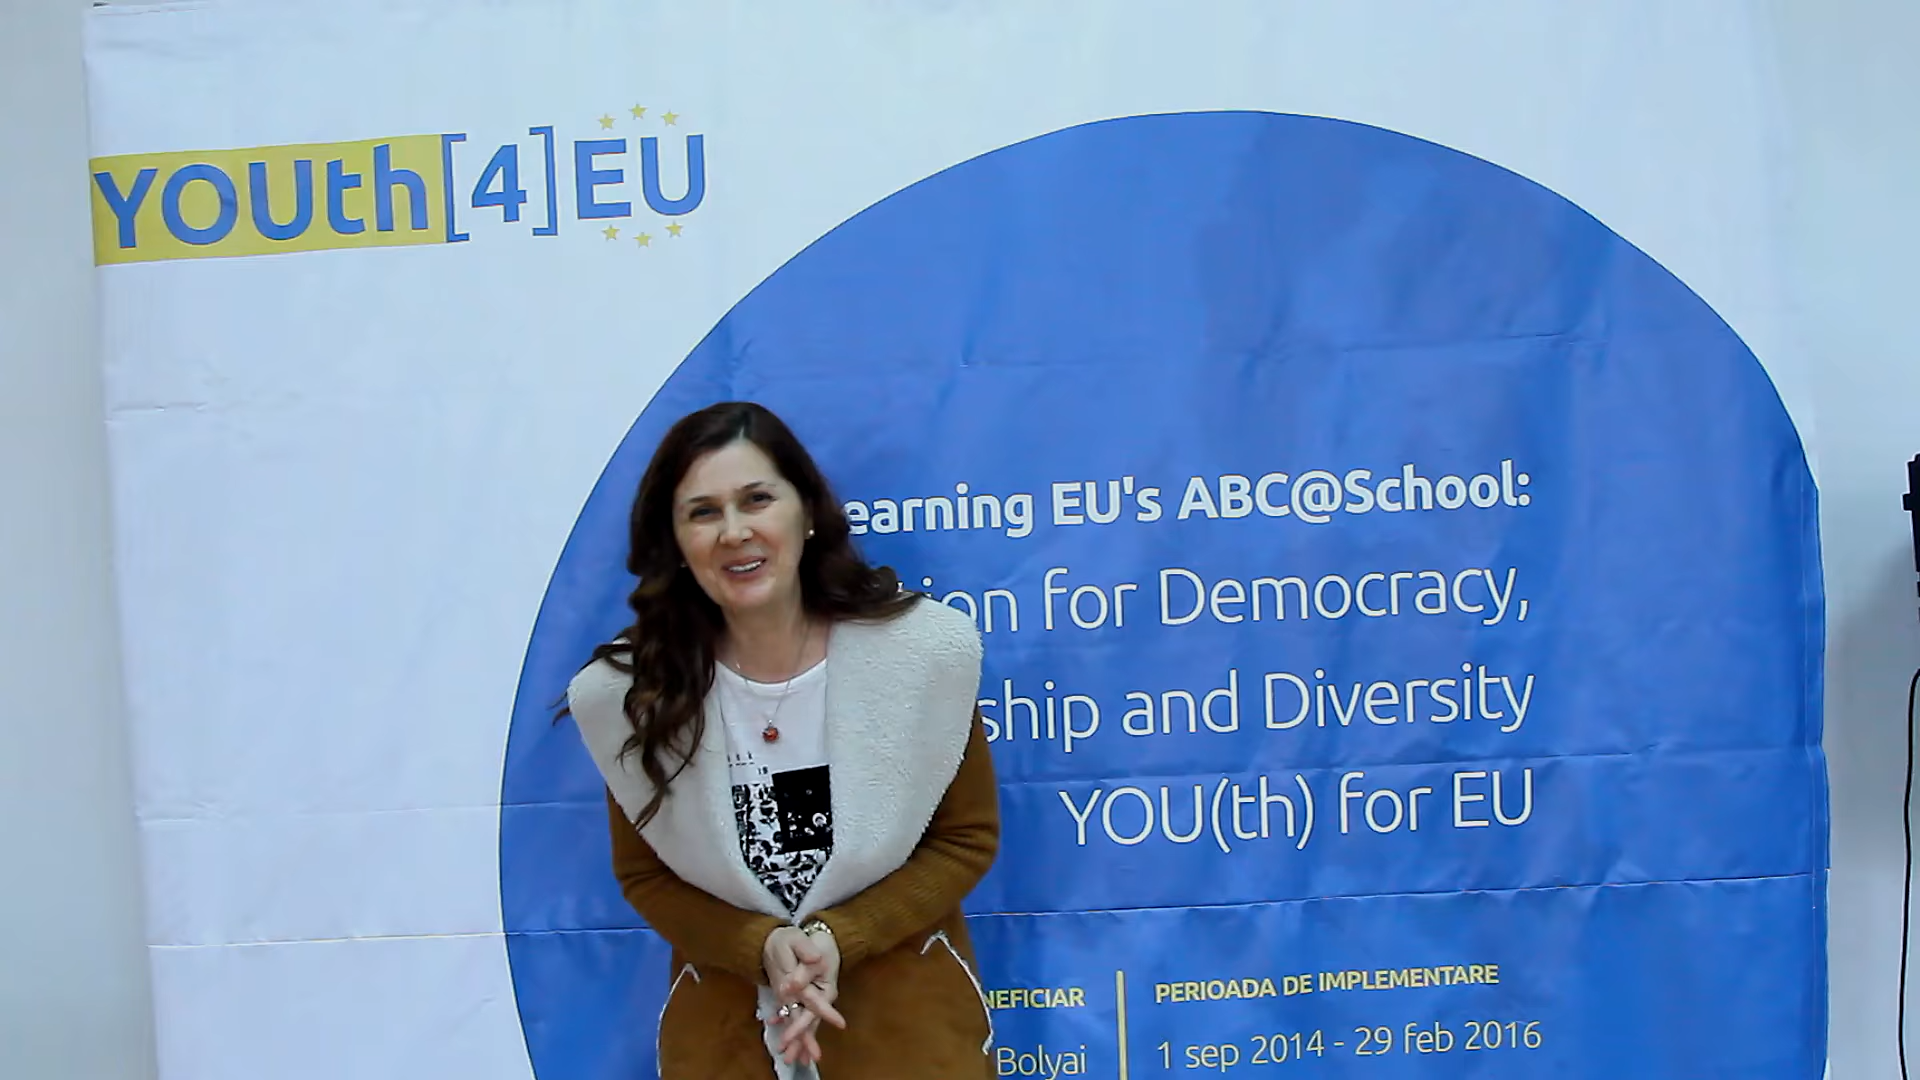 YOUth[4]EU
earning EU's ABC@School:
ion for Democracy,
ship and Diversity
YOU(th) for EU
NEFICIAR
PERIOADA DE IMPLEMENTARE
Bolyai
1 sep 2014 - 29 feb 2016